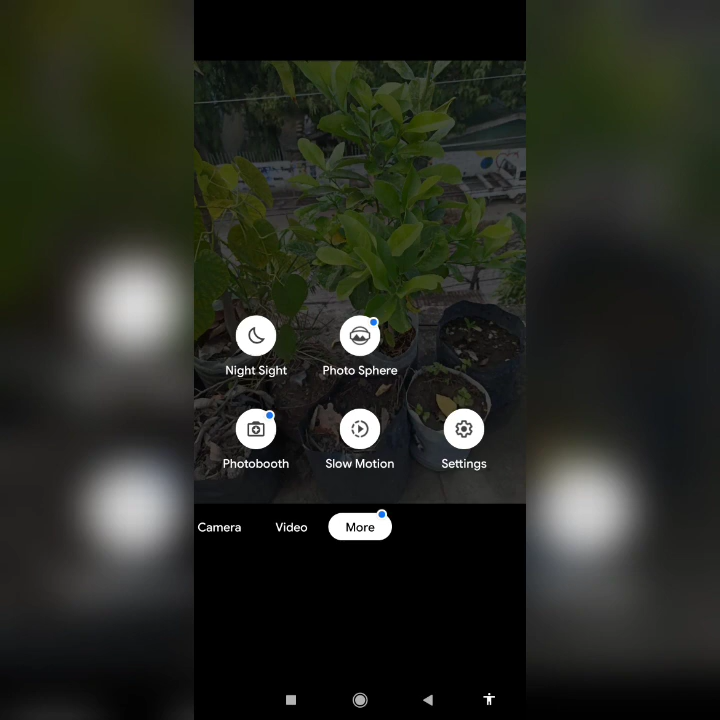 Night Sight
Photo Sphere
Photobooth
Slow Motion
Settings
Camera
Video
More